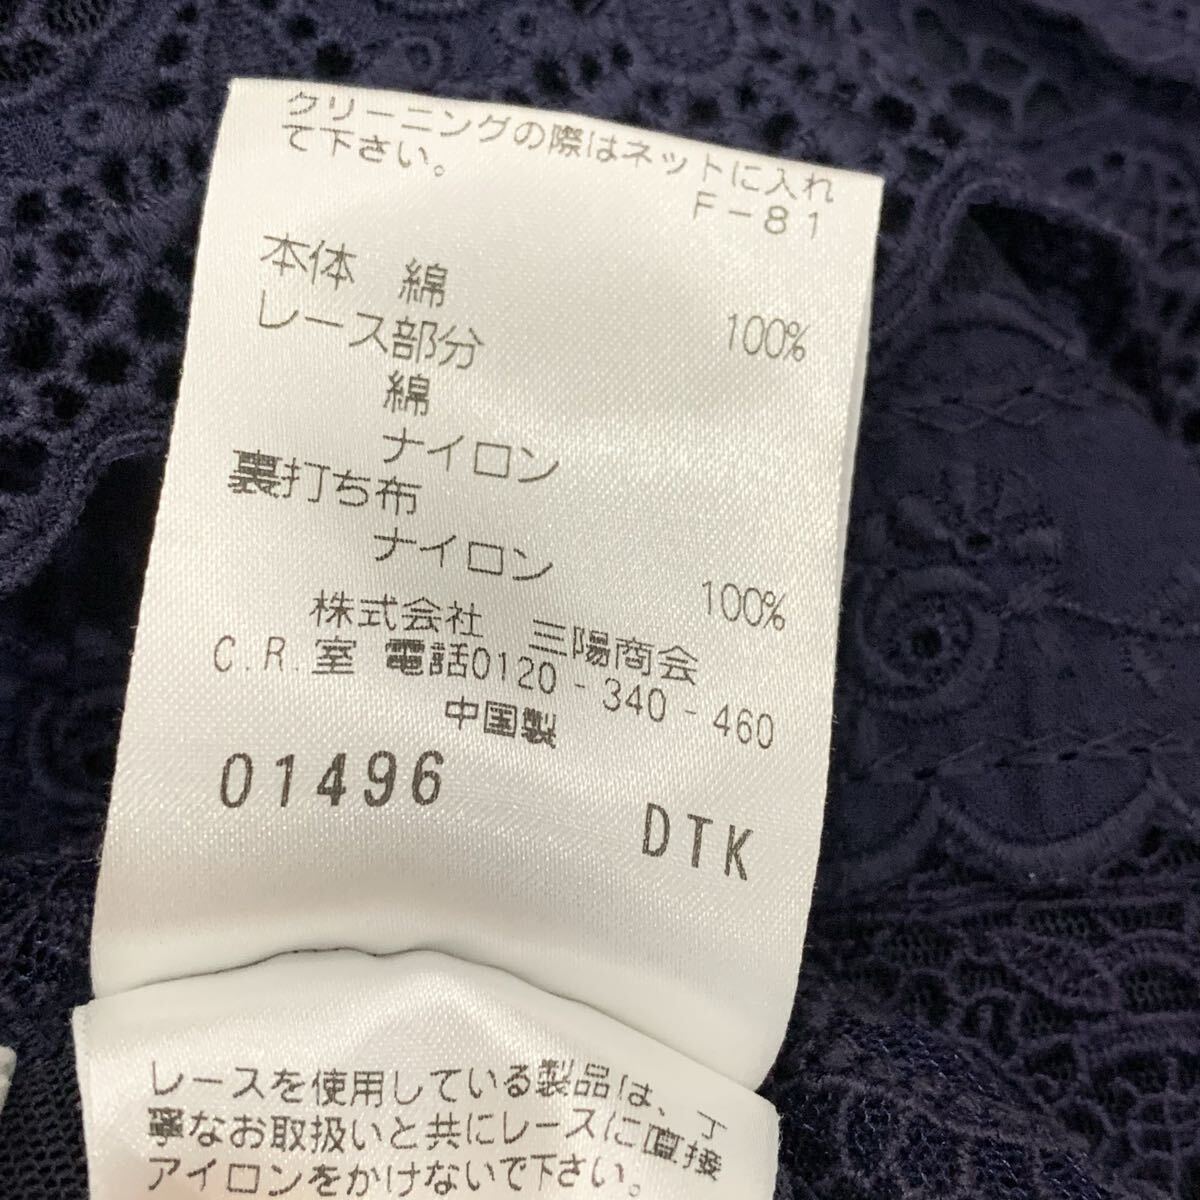 クリーニングの際はネットに入れ
て下さい。
F-81
本体 綿 100%
レース部分
綿
ナイロン
裏打ち布
ナイロン 100%
株式会社 三陽商会
C.R.室 電話0120-340-460
中国製
01496 DTK
レースを使用している製品は、丁
寧なお取扱いと共にレースに直接
アイロンをかけないで下さい。